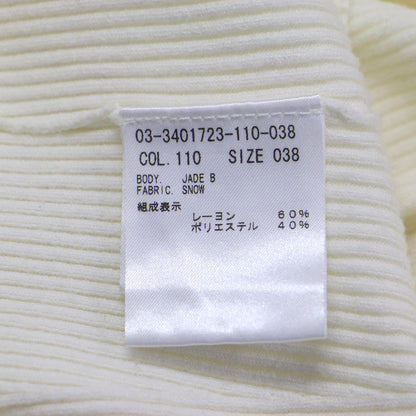 03-3401723-110-038
COL.110 SIZE 038
BODY. JADE B
FABRIC. SNOW
組成表示
レーヨン 60%
ポリエステル 40%